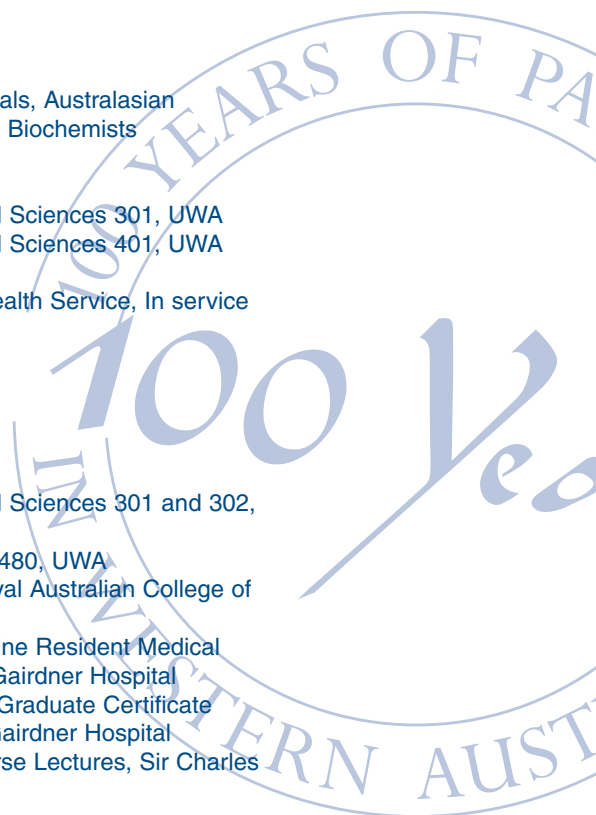 als, Australasian
Biochemists
l Sciences 301, UWA
l Sciences 401, UWA
ealth Service, In service
l Sciences 301 and 302,
480, UWA
val Australian College of
ne Resident Medical
Gairdner Hospital
Graduate Certificate
Gairdner Hospital
rse Lectures, Sir Charles
100 YEARS OF PA
100 Yea
IN WESTERN AUST